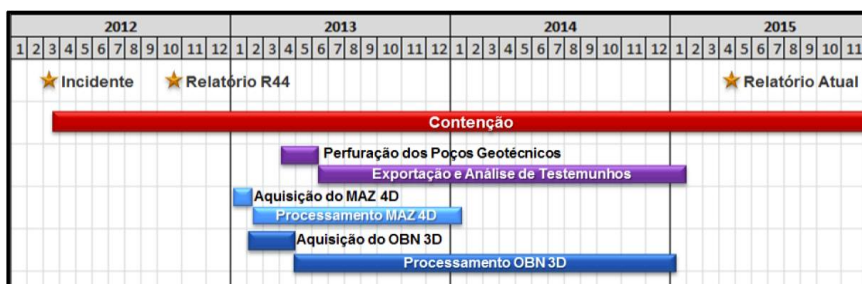 2012 2013 2014 2015
1 2 3 4 5 6 7 8 9 10 11 12 1 2 3 4 5 6 7 8 9 10 11 12 1 2 3 4 5 6 7 8 9 10 11 12 1 2 3 4 5 6 7 8 9 10 11
Incidente Relatório R44 Relatório Atual
Contenção
Perfuração dos Poços Geotécnicos
Exportação e Análise de Testemunhos
Aquisição do MAZ 4D
Processamento MAZ 4D
Aquisição do OBN 3D
Processamento OBN 3D